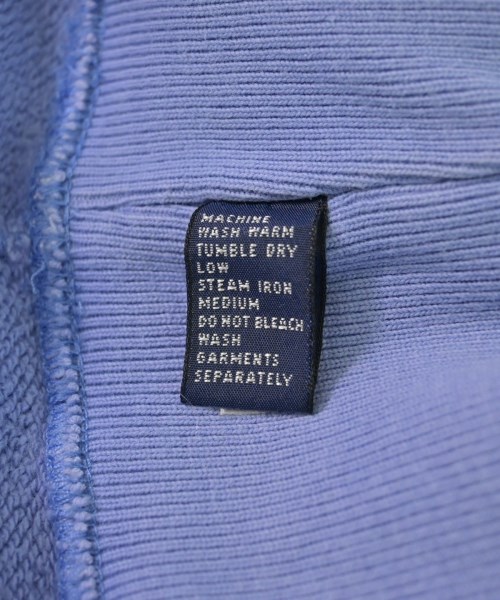 MACHINE
WASH WARM
TUMBLE DRY
LOW
STEAM IRON
MEDIUM
DO NOT BLEACH
WASH
GARMENTS
SEPARATELY